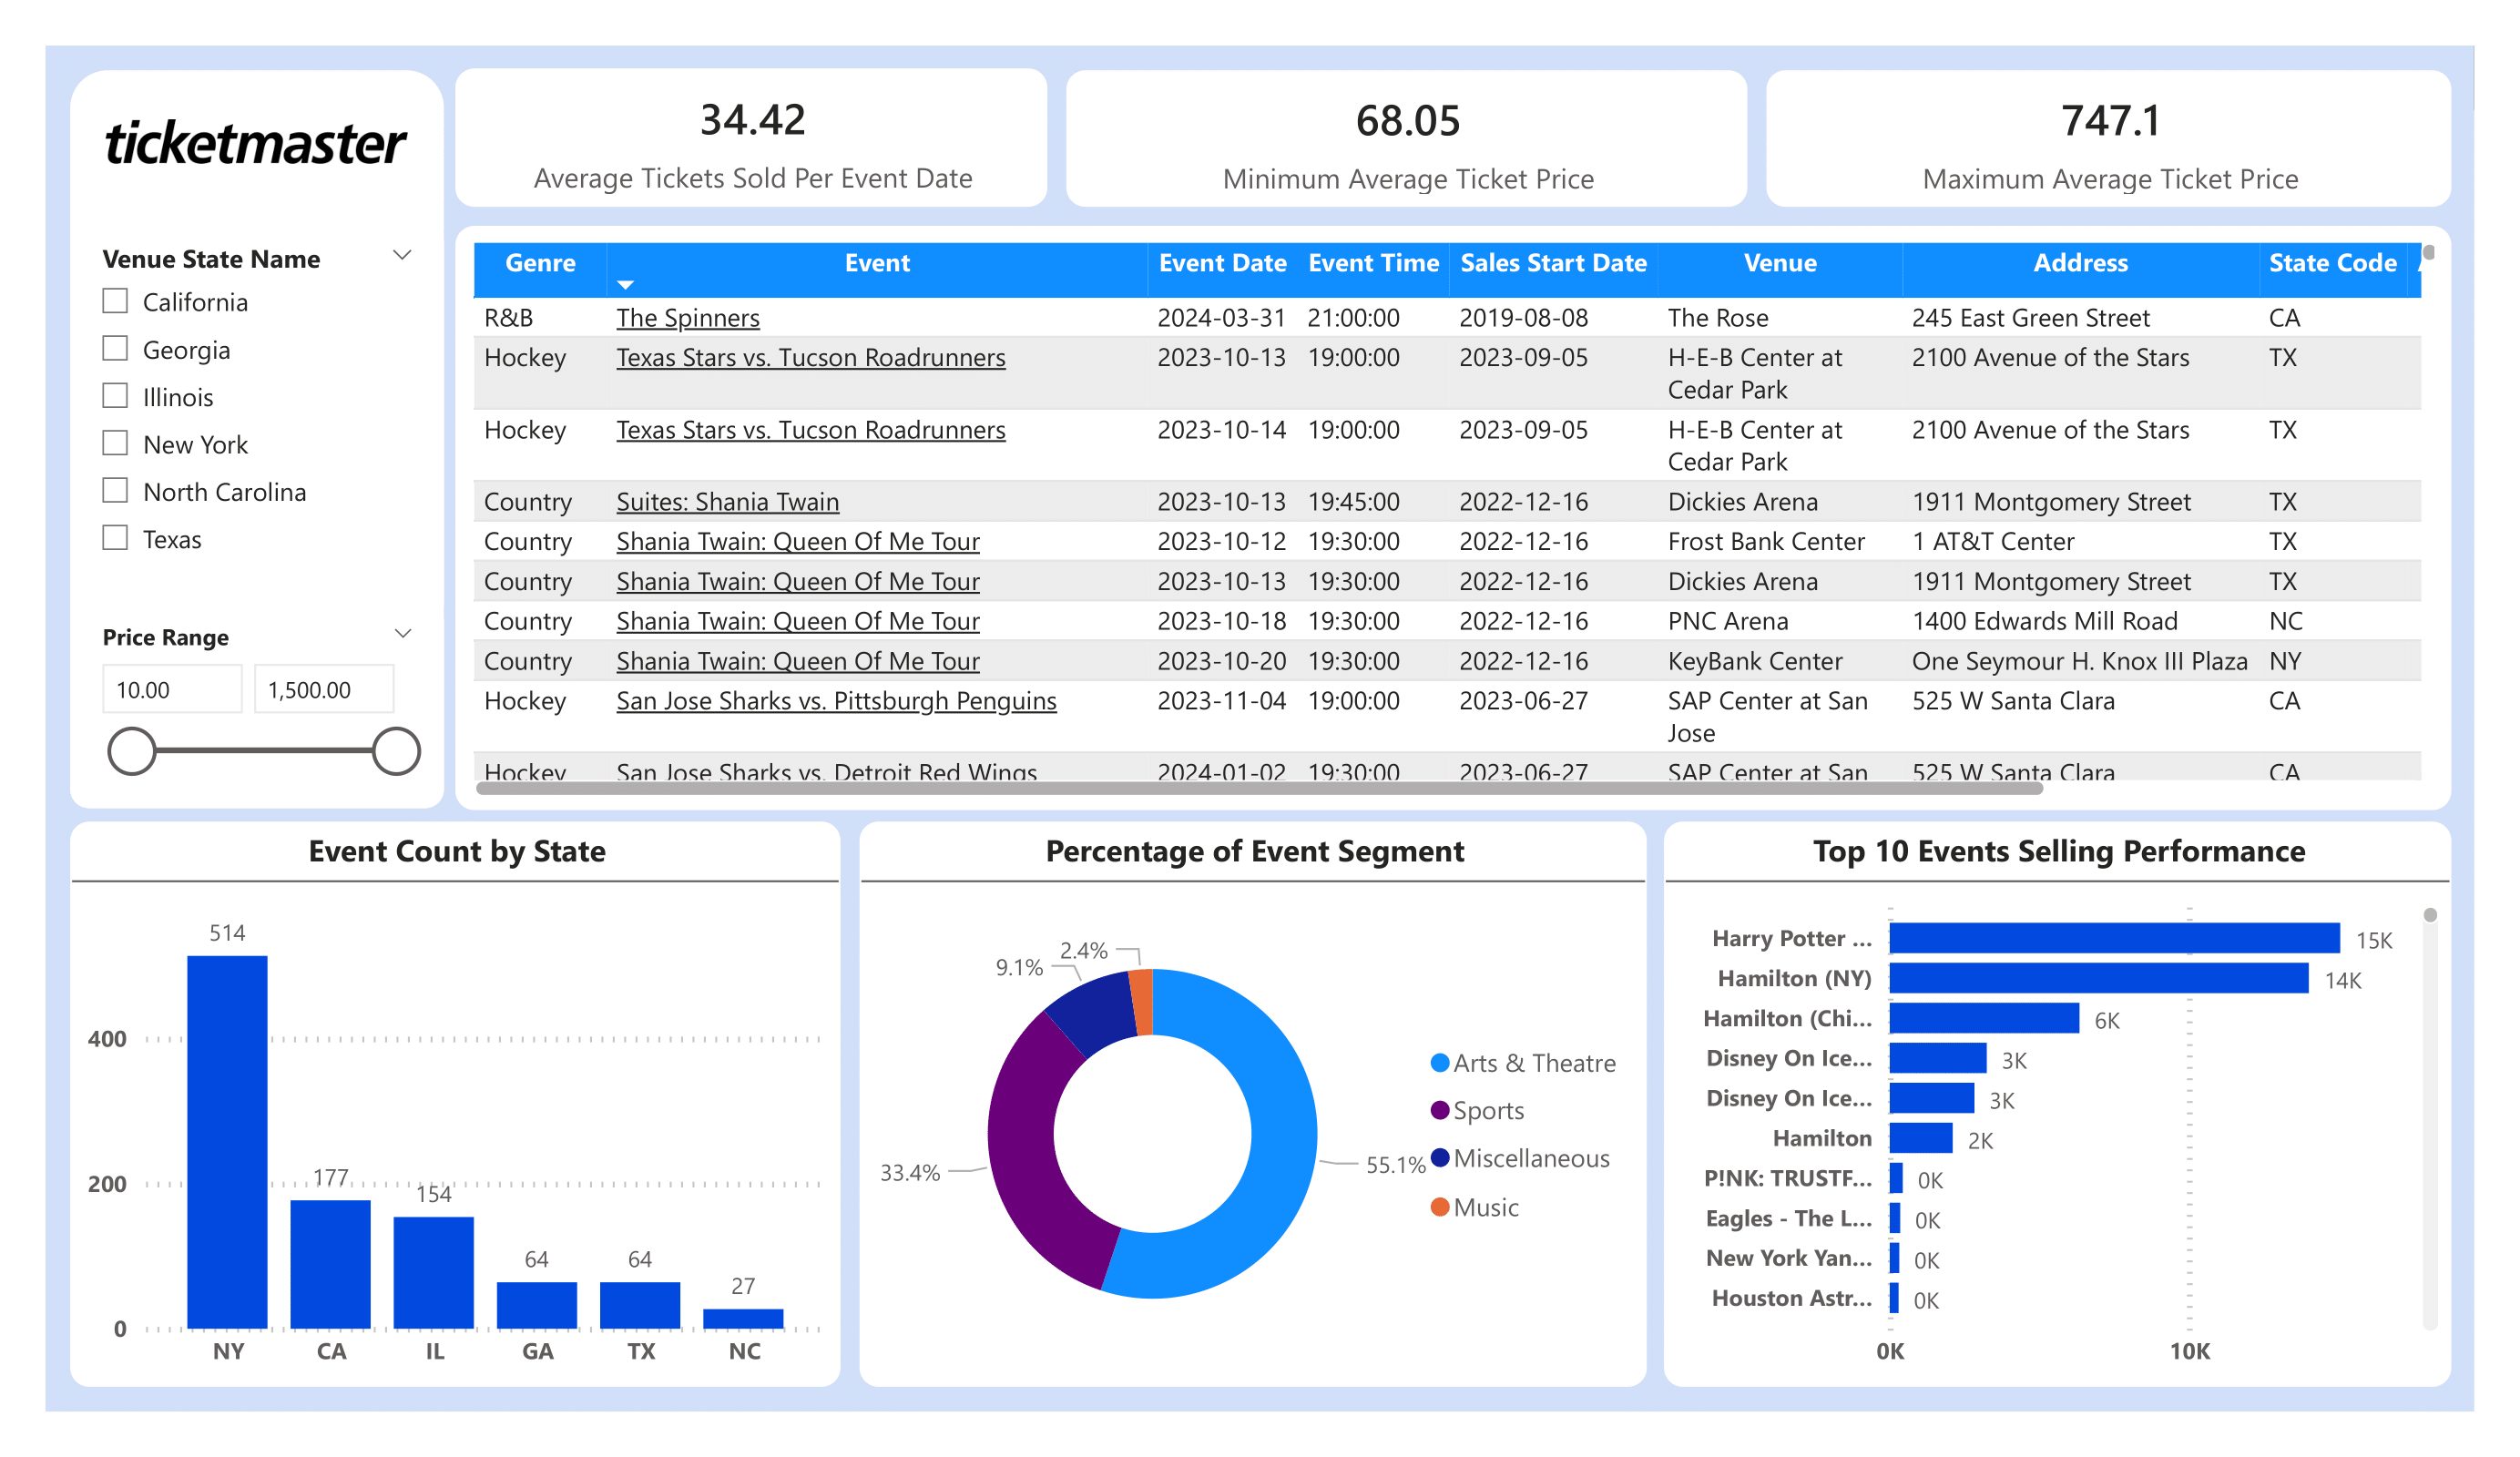 ticketmaster
34.42
Average Tickets Sold Per Event Date
68.05
Minimum Average Ticket Price
747.1
Maximum Average Ticket Price
Venue State Name
California
Georgia
Illinois
New York
North Carolina
Texas
Price Range
10.00 1,500.00
Genre Event Event Date Event Time Sales Start Date Venue Address State Code
R&B The Spinners 2024-03-31 21:00:00 2019-08-08 The Rose 245 East Green Street CA
Hockey Texas Stars vs. Tucson Roadrunners 2023-10-13 19:00:00 2023-09-05 H-E-B Center at 2100 Avenue of the Stars TX
Cedar Park
Hockey Texas Stars vs. Tucson Roadrunners 2023-10-14 19:00:00 2023-09-05 H-E-B Center at 2100 Avenue of the Stars TX
Cedar Park
Country Suites: Shania Twain 2023-10-13 19:45:00 2022-12-16 Dickies Arena 1911 Montgomery Street TX
Country Shania Twain: Queen Of Me Tour 2023-10-12 19:30:00 2022-12-16 Frost Bank Center 1 AT&T Center TX
Country Shania Twain: Queen Of Me Tour 2023-10-13 19:30:00 2022-12-16 Dickies Arena 1911 Montgomery Street TX
Country Shania Twain: Queen Of Me Tour 2023-10-18 19:30:00 2022-12-16 PNC Arena 1400 Edwards Mill Road NC
Country Shania Twain: Queen Of Me Tour 2023-10-20 19:30:00 2022-12-16 KeyBank Center One Seymour H. Knox III Plaza NY
Hockey San Jose Sharks vs. Pittsburgh Penguins 2023-11-04 19:00:00 2023-06-27 SAP Center at San 525 W Santa Clara CA
Jose
Hockey San Jose Sharks vs. Detroit Red Wings 2024-01-02 19:30:00 2023-06-27 SAP Center at San 525 W Santa Clara CA
Event Count by State
514
400
177
200
154
64
64
27
0
NY CA IL GA TX NC
Percentage of Event Segment
2.4%
9.1%
33.4%
55.1%
Arts & Theatre
Sports
Miscellaneous
Music
Top 10 Events Selling Performance
Harry Potter ... 15K
Hamilton (NY) 14K
Hamilton (Chi... 6K
Disney On Ice... 3K
Disney On Ice... 3K
Hamilton 2K
P!NK: TRUSTF... 0K
Eagles - The L... 0K
New York Yan... 0K
Houston Astr... 0K
0K 10K